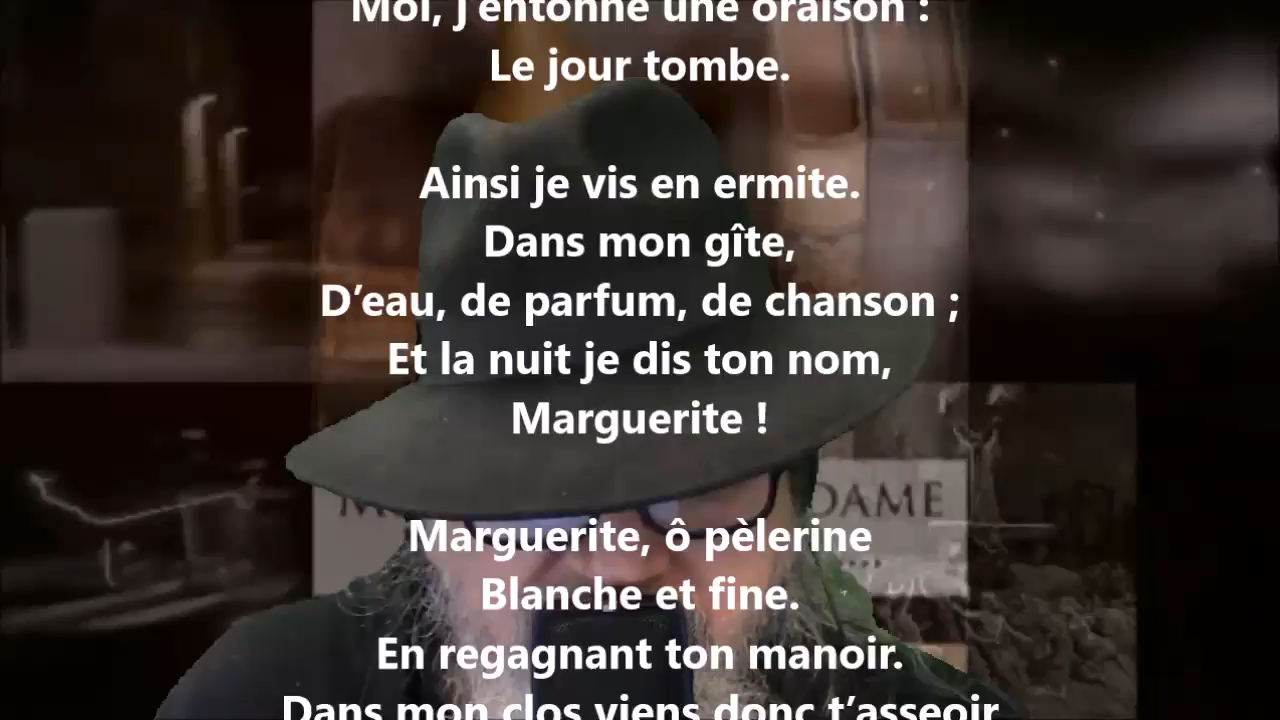 Moi, j'entonne une oraison :
Le jour tombe.
Ainsi je vis en ermite.
Dans mon gîte,
D’eau, de parfum, de chanson ;
Et la nuit je dis ton nom,
Marguerite !
M DAME
Marguerite, ô pèlerine
Blanche et fine.
En regagnant ton manoir.
Dans mon clos viens donc t’asseoir